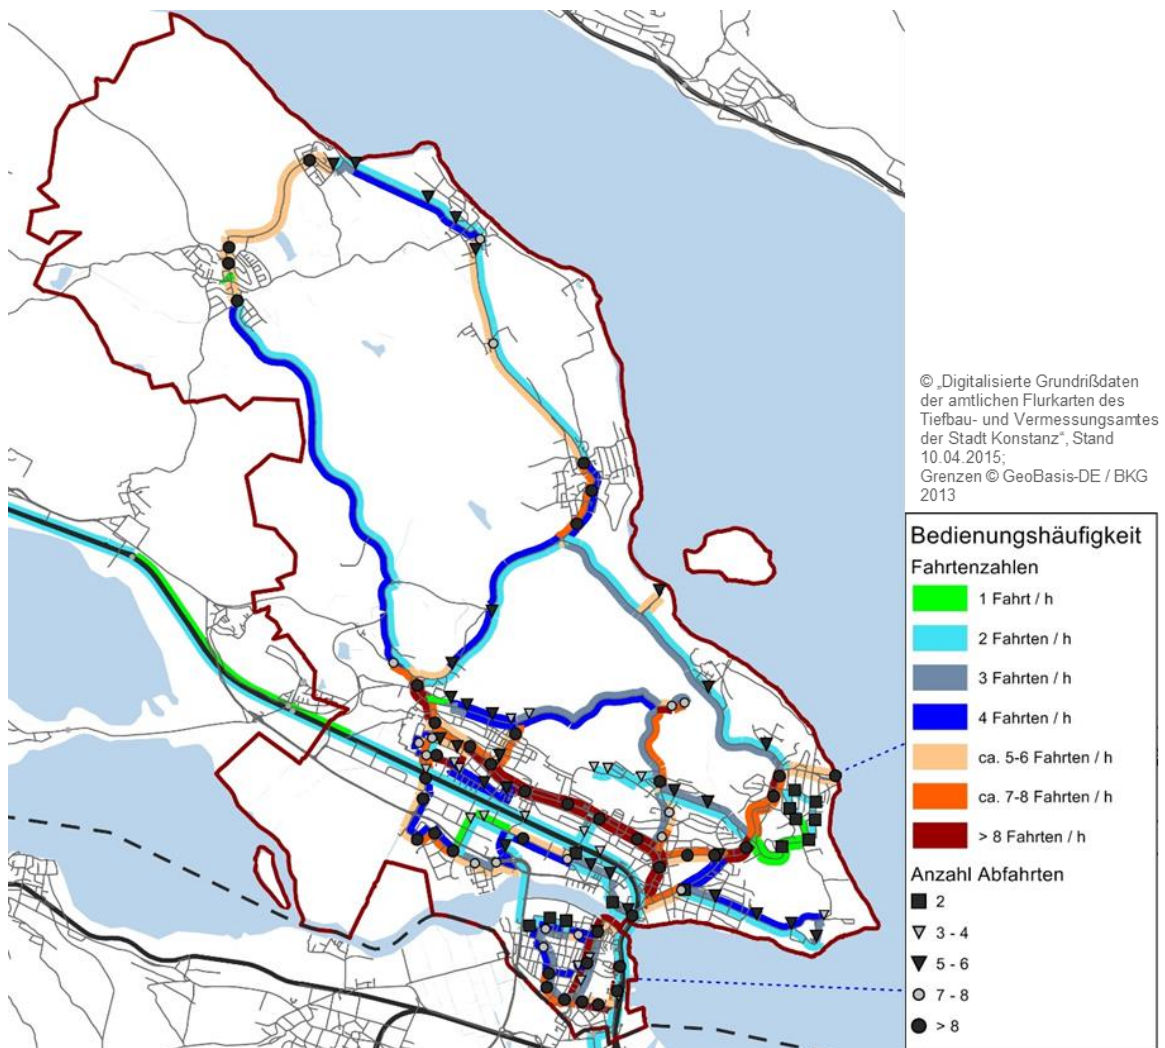 © „Digitalisierte Grundrißdaten
der amtlichen Flurkarten des
Tiefbau- und Vermessungsamtes
der Stadt Konstanz“, Stand
10.04.2015;
Grenzen © GeoBasis-DE / BKG
2013
Bedienungshäufigkeit
Fahrtenzahlen
1 Fahrt / h
2 Fahrten / h
3 Fahrten / h
4 Fahrten / h
ca. 5-6 Fahrten / h
ca. 7-8 Fahrten / h
> 8 Fahrten / h
Anzahl Abfahrten
2
3 - 4
5 - 6
7 - 8
> 8